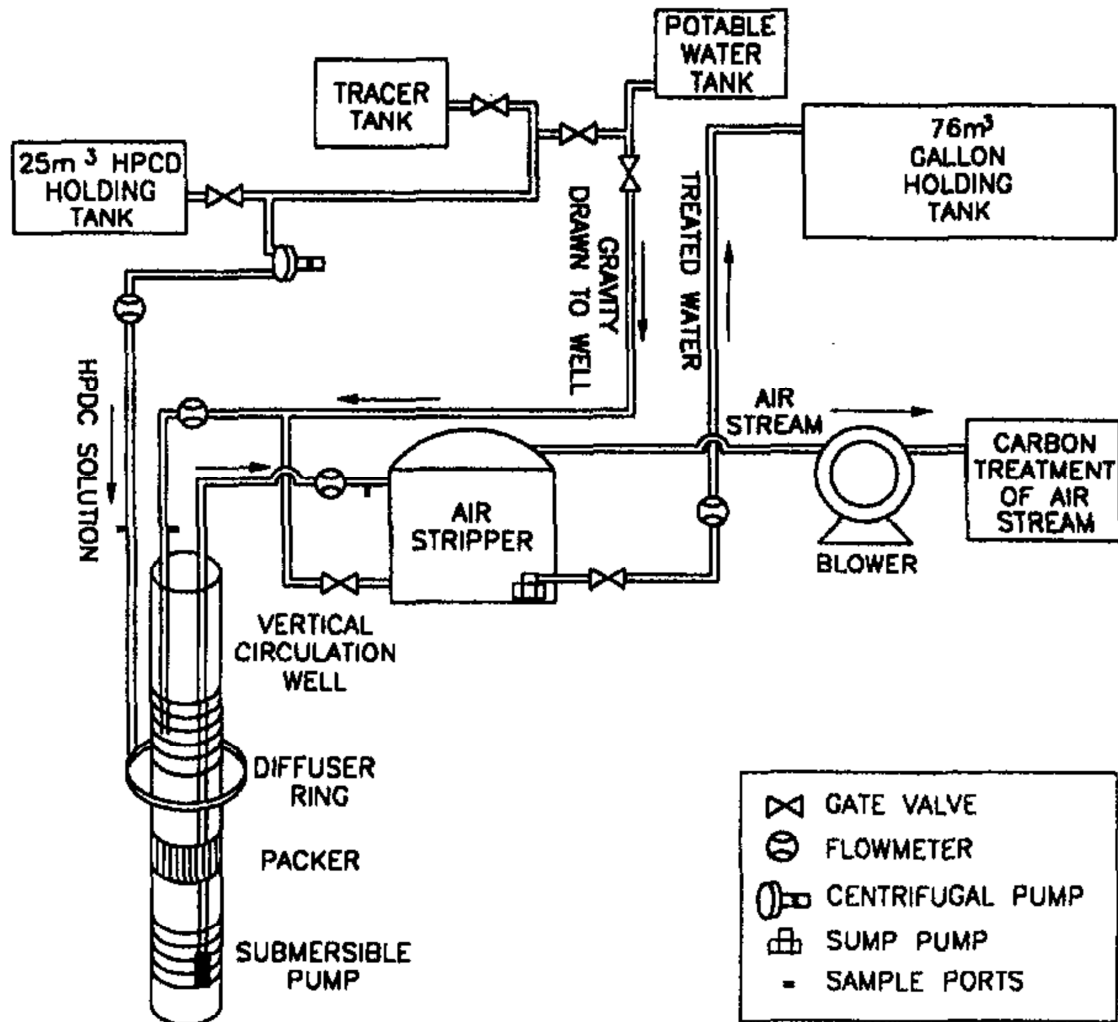 POTABLE
WATER
TANK
TRACER
TANK
76m³
GALLON
HOLDING
TANK
25m³ HPCD
HOLDING
TANK
GRAVITY
DRAWN TO WELL
TREATED WATER
HPDC SOLUTION
AIR
STREAM
CARBON
TREATMENT
OF AIR
STREAM
AIR
STRIPPER
BLOWER
VERTICAL
CIRCULATION
WELL
DIFFUSER
RING
PACKER
SUBMERSIBLE
PUMP
GATE VALVE
FLOWMETER
CENTRIFUGAL PUMP
SUMP PUMP
SAMPLE PORTS